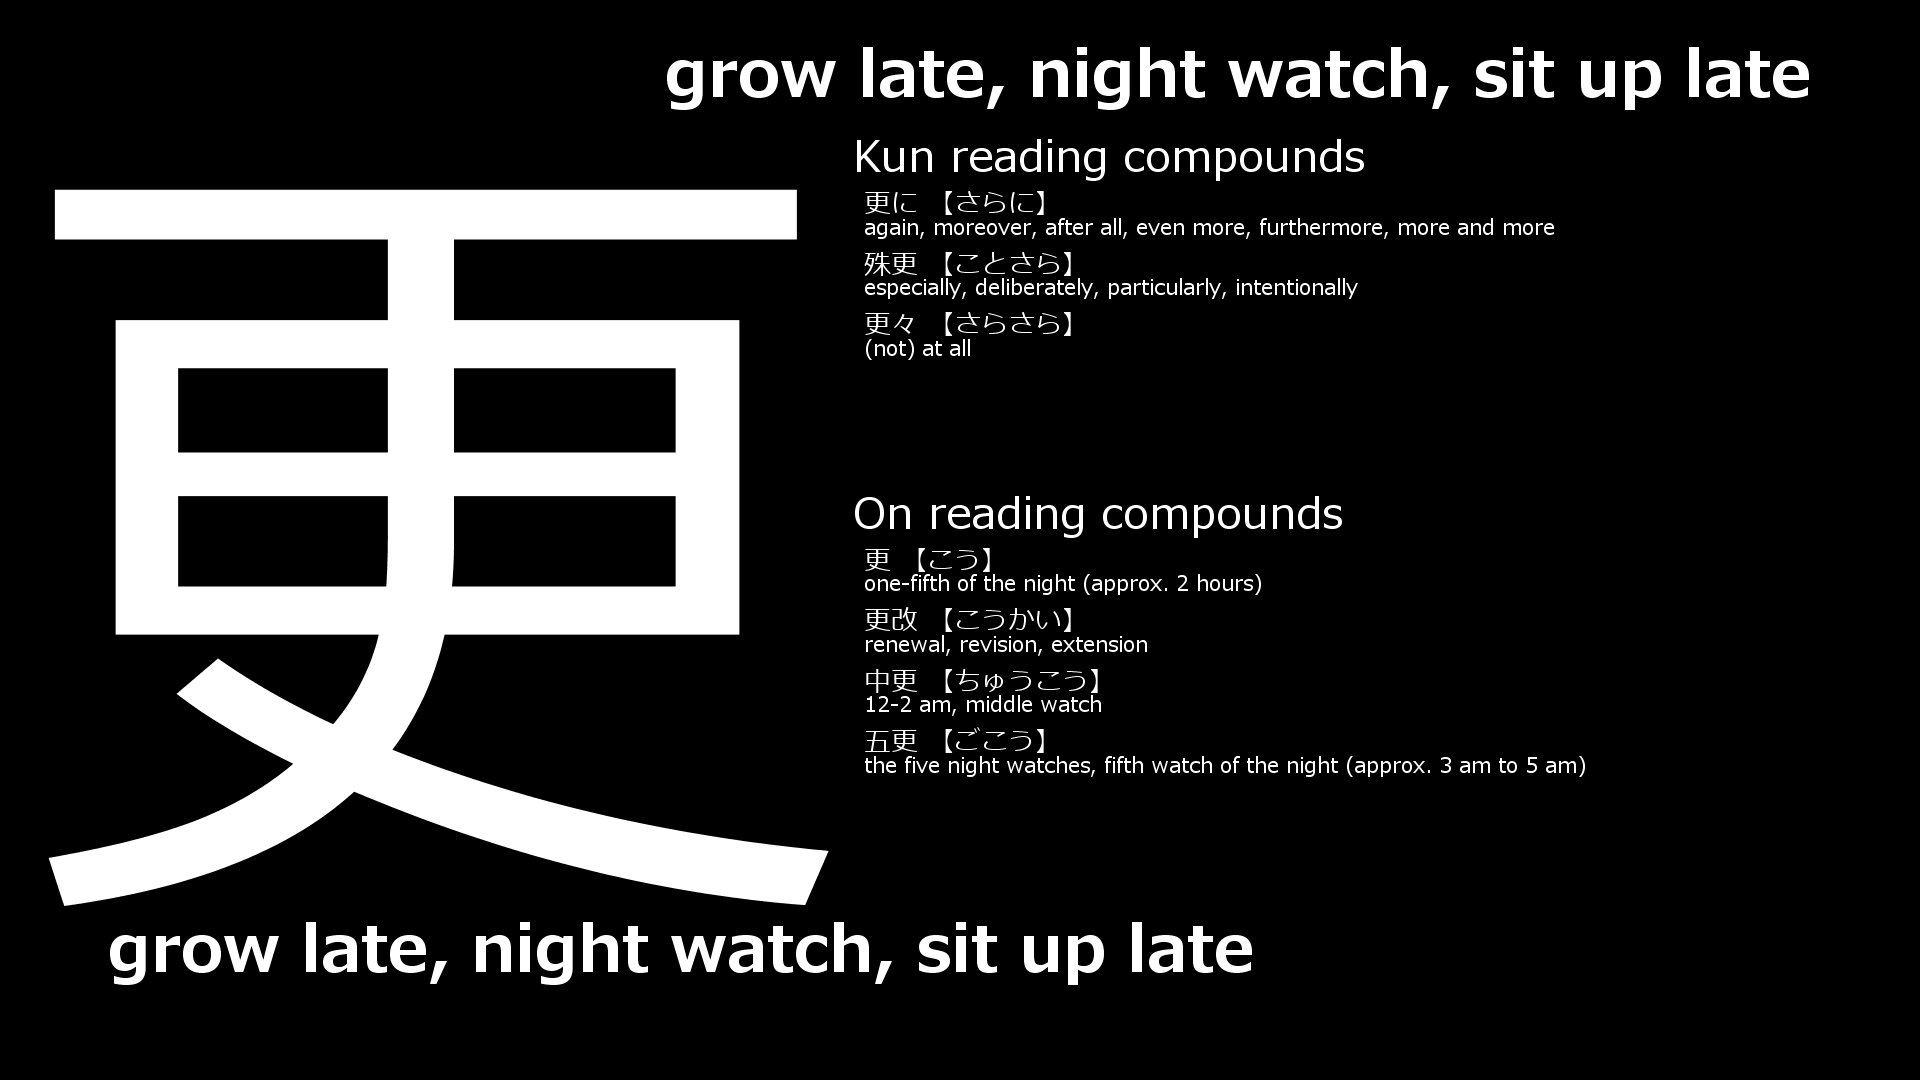 grow late, night watch, sit up late
更
Kun reading compounds
更に 【さらに】
again, moreover, after all, even more, furthermore, more and more
殊更 【ことさら】
especially, deliberately, particularly, intentionally
更々 【さらさら】
(not) at all
On reading compounds
更 【こう】
one-fifth of the night (approx. 2 hours)
更改 【こうかい】
renewal, revision, extension
中更 【ちゅうこう】
12-2 am, middle watch
五更 【ごこう】
the five night watches, fifth watch of the night (approx. 3 am to 5 am)
grow late, night watch, sit up late